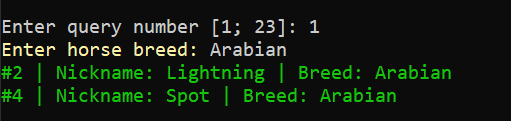 Enter query number [1; 23]: 1
Enter horse breed: Arabian
#2 | Nickname: Lightning | Breed: Arabian
#4 | Nickname: Spot | Breed: Arabian